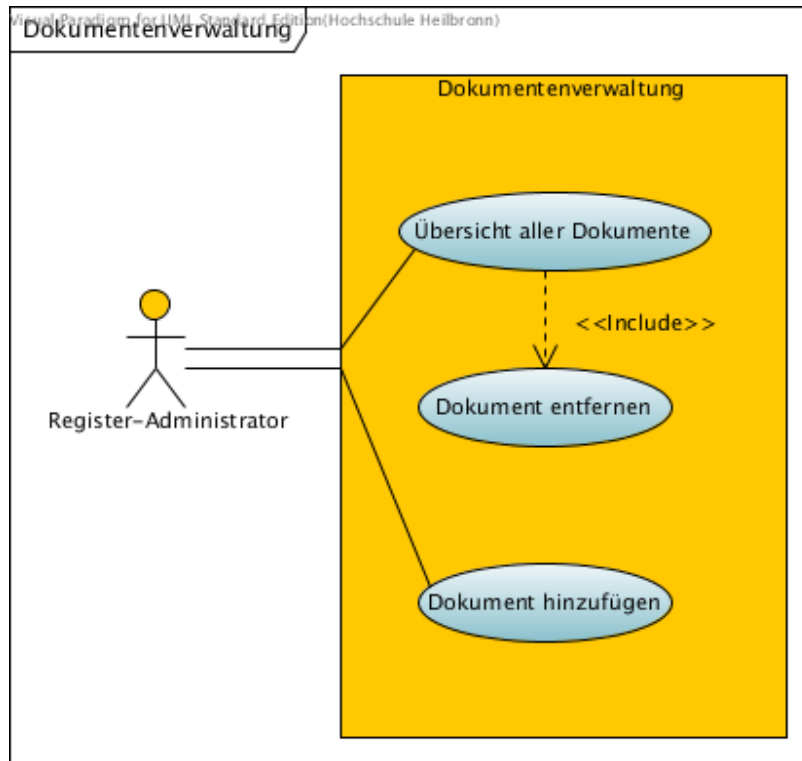 Visual Paradigm for UML Standard Edition(Hochschule Heilbronn)
Dokumentenverwaltung
Dokumentenverwaltung
Übersicht aller Dokumente
<<Include>>
Dokument entfernen
Register-Administrator
Dokument hinzufügen